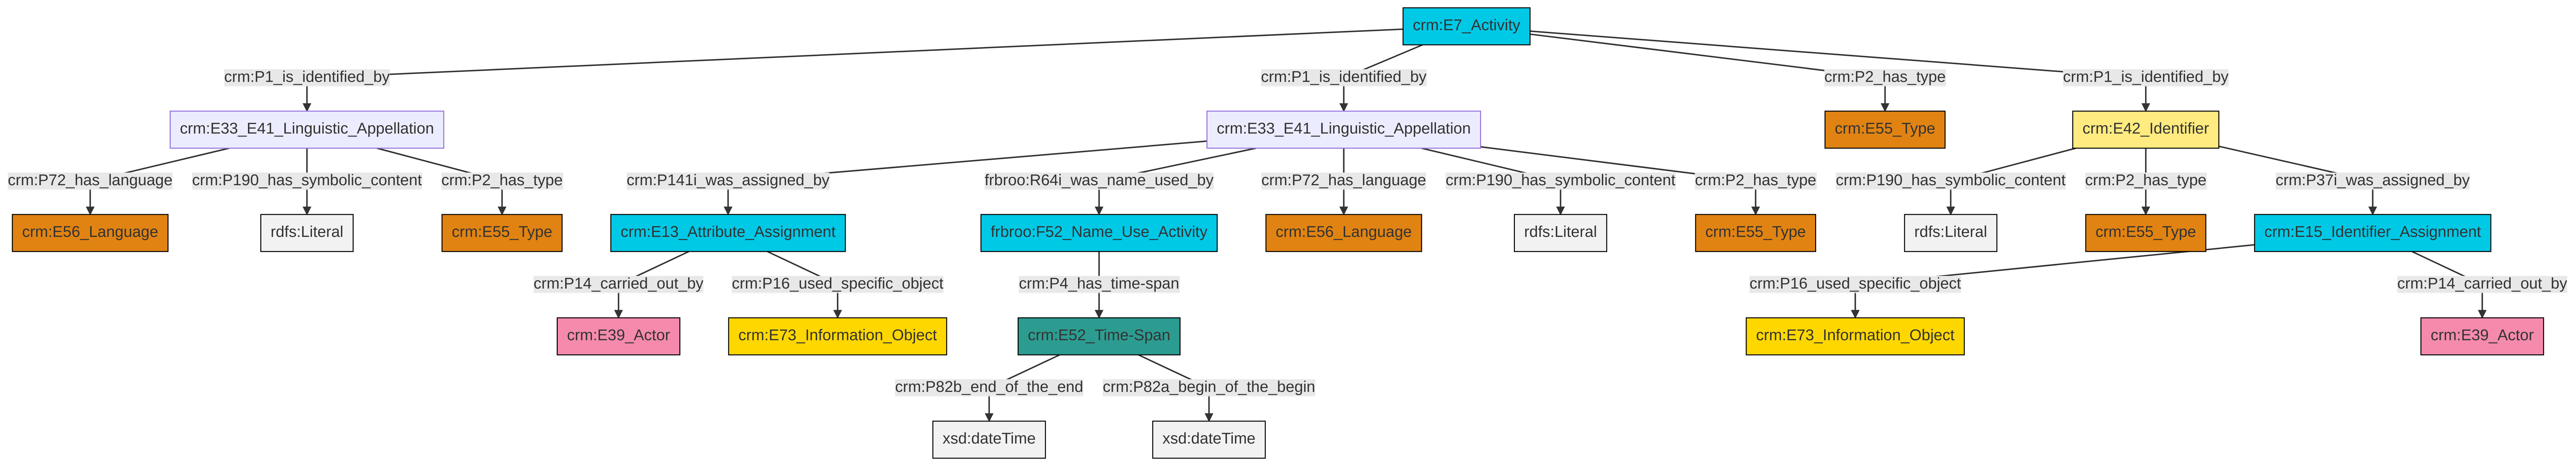 crm:E7_Activity
crm:P1_is_identified_by
crm:P1_is_identified_by
crm:P2_has_type
crm:P1_is_identified_by
crm:E33_E41_Linguistic_Appellation
crm:E33_E41_Linguistic_Appellation
crm:E55_Type
crm:E42_Identifier
crm:P72_has_language
crm:P190_has_symbolic_content
crm:P2_has_type
crm:P141i_was_assigned_by
frbroo:R64i_was_name_used_by
crm:P72_has_language
crm:P190_has_symbolic_content
crm:P2_has_type
crm:P190_has_symbolic_content
crm:P2_has_type
crm:P37i_was_assigned_by
crm:E56_Language
rdfs:Literal
crm:E55_Type
crm:E13_Attribute_Assignment
frbroo:F52_Name_Use_Activity
crm:E56_Language
rdfs:Literal
crm:E55_Type
rdfs:Literal
crm:E55_Type
crm:E15_Identifier_Assignment
crm:P14_carried_out_by
crm:P16_used_specific_object
crm:P4_has_time-span
crm:P16_used_specific_object
crm:P14_carried_out_by
crm:E39_Actor
crm:E73_Information_Object
crm:E52_Time-Span
crm:E73_Information_Object
crm:E39_Actor
crm:P82b_end_of_the_end
crm:P82a_begin_of_the_begin
xsd:dateTime
xsd:dateTime